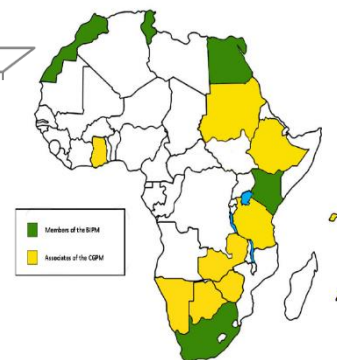 Members of the BIPM
Associates of the CGPM